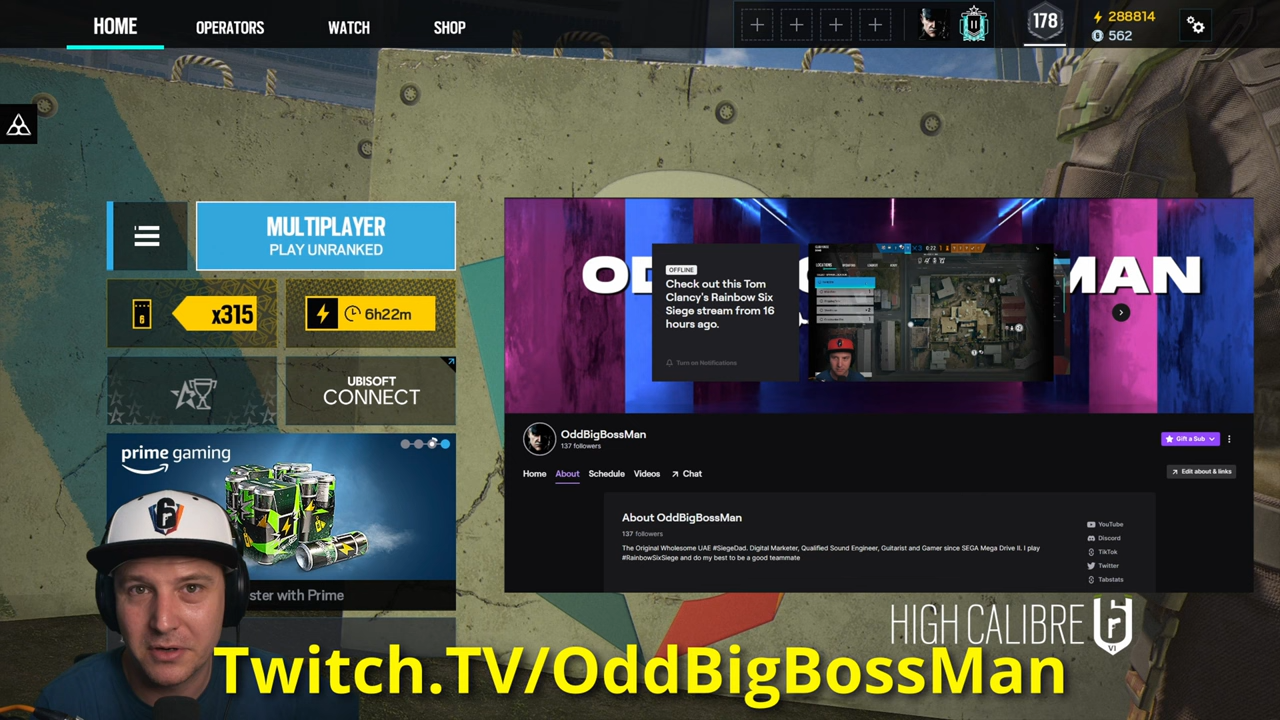 HOME
OPERATORS
WATCH
SHOP
178
288814
562
MULTIPLAYER
PLAY UNRANKED
x315
6h22m
UBISOFT
CONNECT
prime gaming
ster with Prime
MAN
OFFLINE
Check out this Tom
Clancy's Rainbow Six
Siege stream from 16
hours ago.
Turn on Notifications
OddBigBossMan
137 followers
Gift a Sub
Home
About
Schedule
Videos
Chat
Edit about & links
About OddBigBossMan
137 followers
The Original Wholesome UAE #SiegeDad. Digital Marketer, Qualified Sound Engineer, Guitarist and Gamer since SEGA Mega Drive II. I play
#RainbowSixSiege and do my best to be a good teammate
YouTube
Discord
TikTok
Twitter
Tabstats
HIGH CALIBRE
VI
Twitch.TV/OddBigBossMan